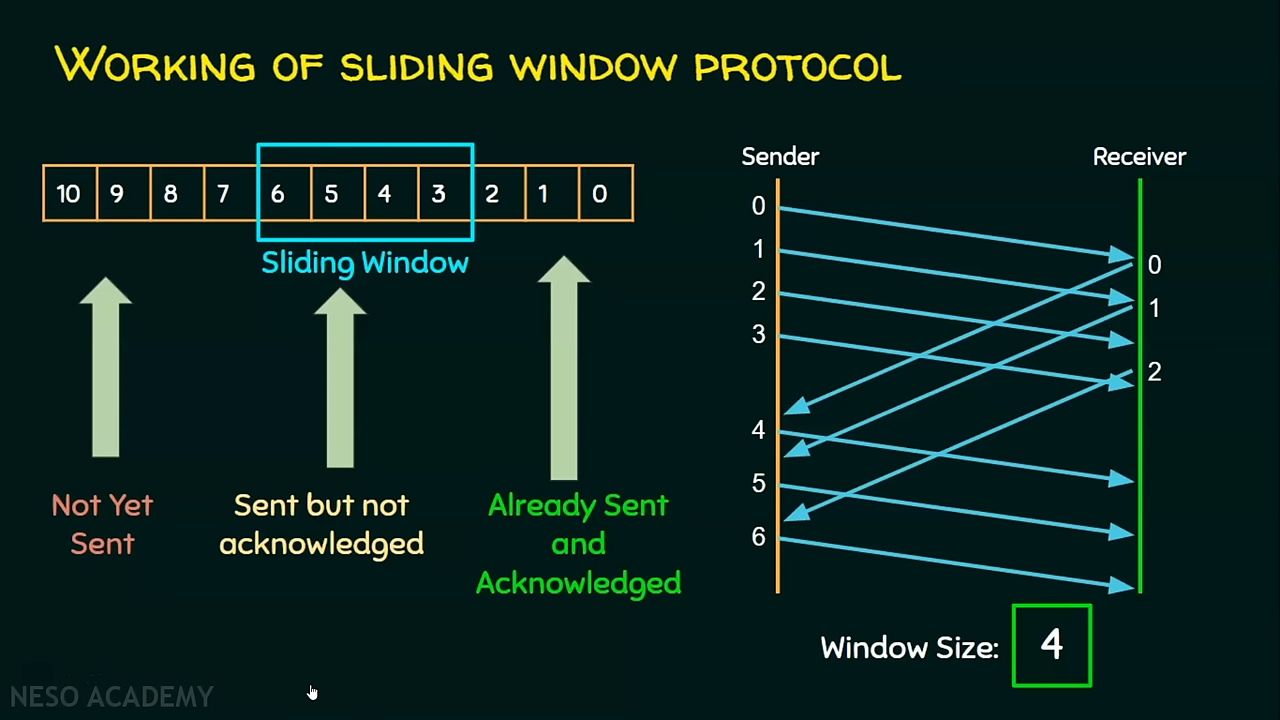 WORKING OF SLIDING WINDOW PROTOCOL
10 9 8 7 6 5 4 3 2 1 0
Sliding Window
Not Yet
Sent
Sent but not
acknowledged
Already Sent
and
Acknowledged
Sender
Receiver
0
1
2
3
4
5
6
0
1
2
Window Size: 4
NESO ACADEMY